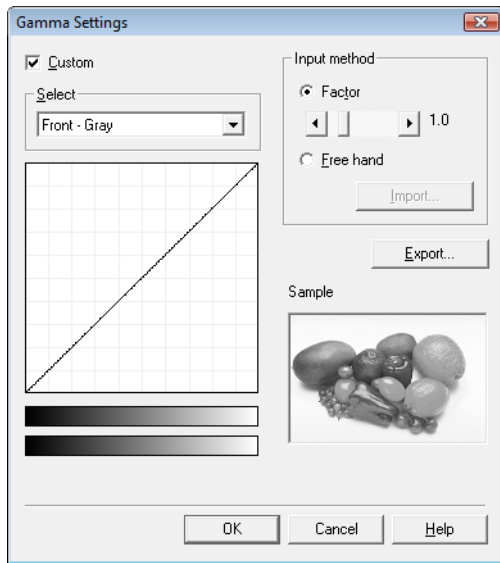 Gamma Settings
Custom
Select
Front - Gray
Input method
Factor
1.0
Free hand
Import...
Export...
Sample
OK
Cancel
Help